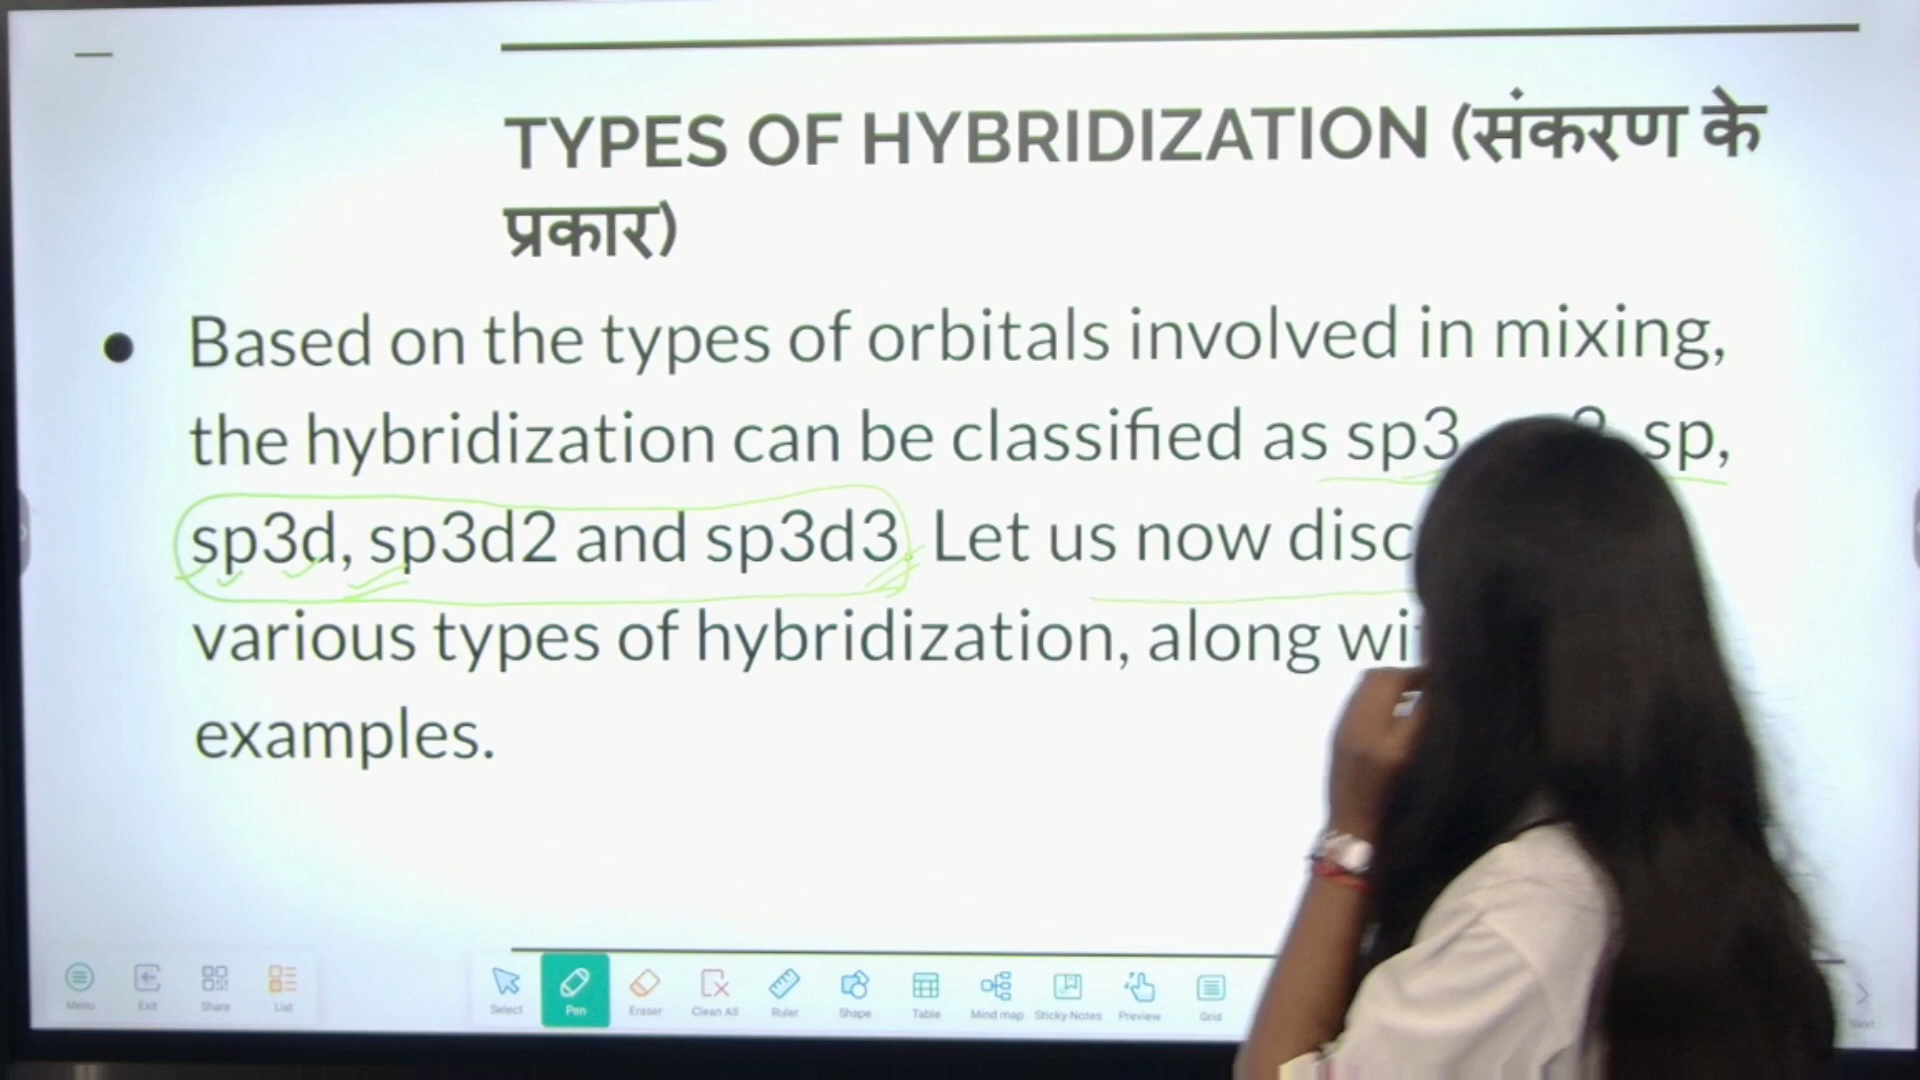 TYPES OF HYBRIDIZATION (संकरण के
प्रकार)
Based on the types of orbitals involved in mixing,
the hybridization can be classified as sp3 sp,
sp3d, sp3d2 and sp3d3. Let us now
various types of hybridization, along
examples.
Menu Exit Share List Select Pen Eraser Clean All Ruler Shape Table Mind map Sticky-Notes Preview Grid Next